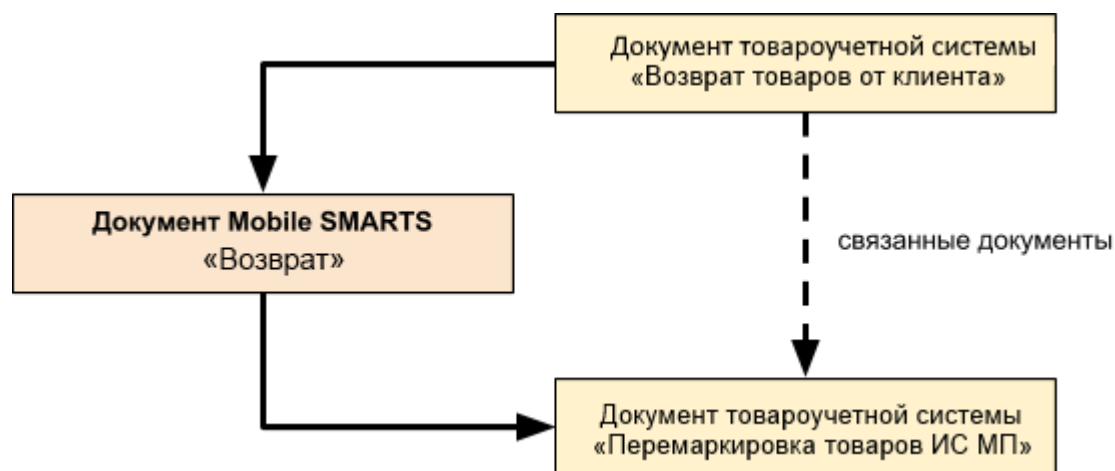 Документ товароучетной системы
«Возврат товаров от клиента»
Документ Mobile SMARTS
«Возврат»
связанные документы
Документ товароучетной системы
«Перемаркировка товаров ИС МП»